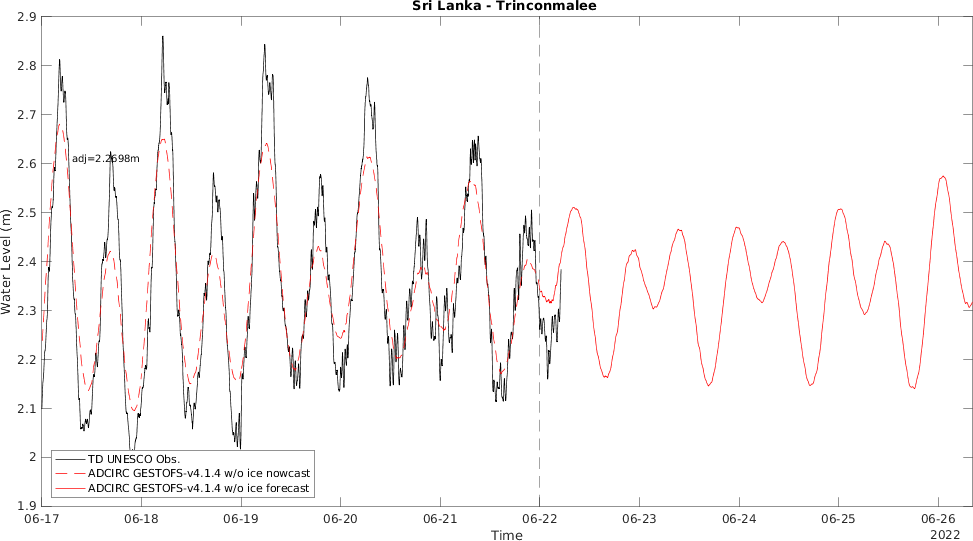 Sri Lanka - Trinconmalee
2.9
2.8
2.7
2.6
2.5
2.4
2.3
2.2
2.1
2
1.9
Water Level (m)
adj=2.2698m
TD UNESCO Obs.
ADCIRC GESTOFS-v4.1.4 w/o ice nowcast
ADCIRC GESTOFS-v4.1.4 w/o ice forecast
06-17 06-18 06-19 06-20 06-21 06-22 06-23 06-24 06-25 06-26
Time 2022